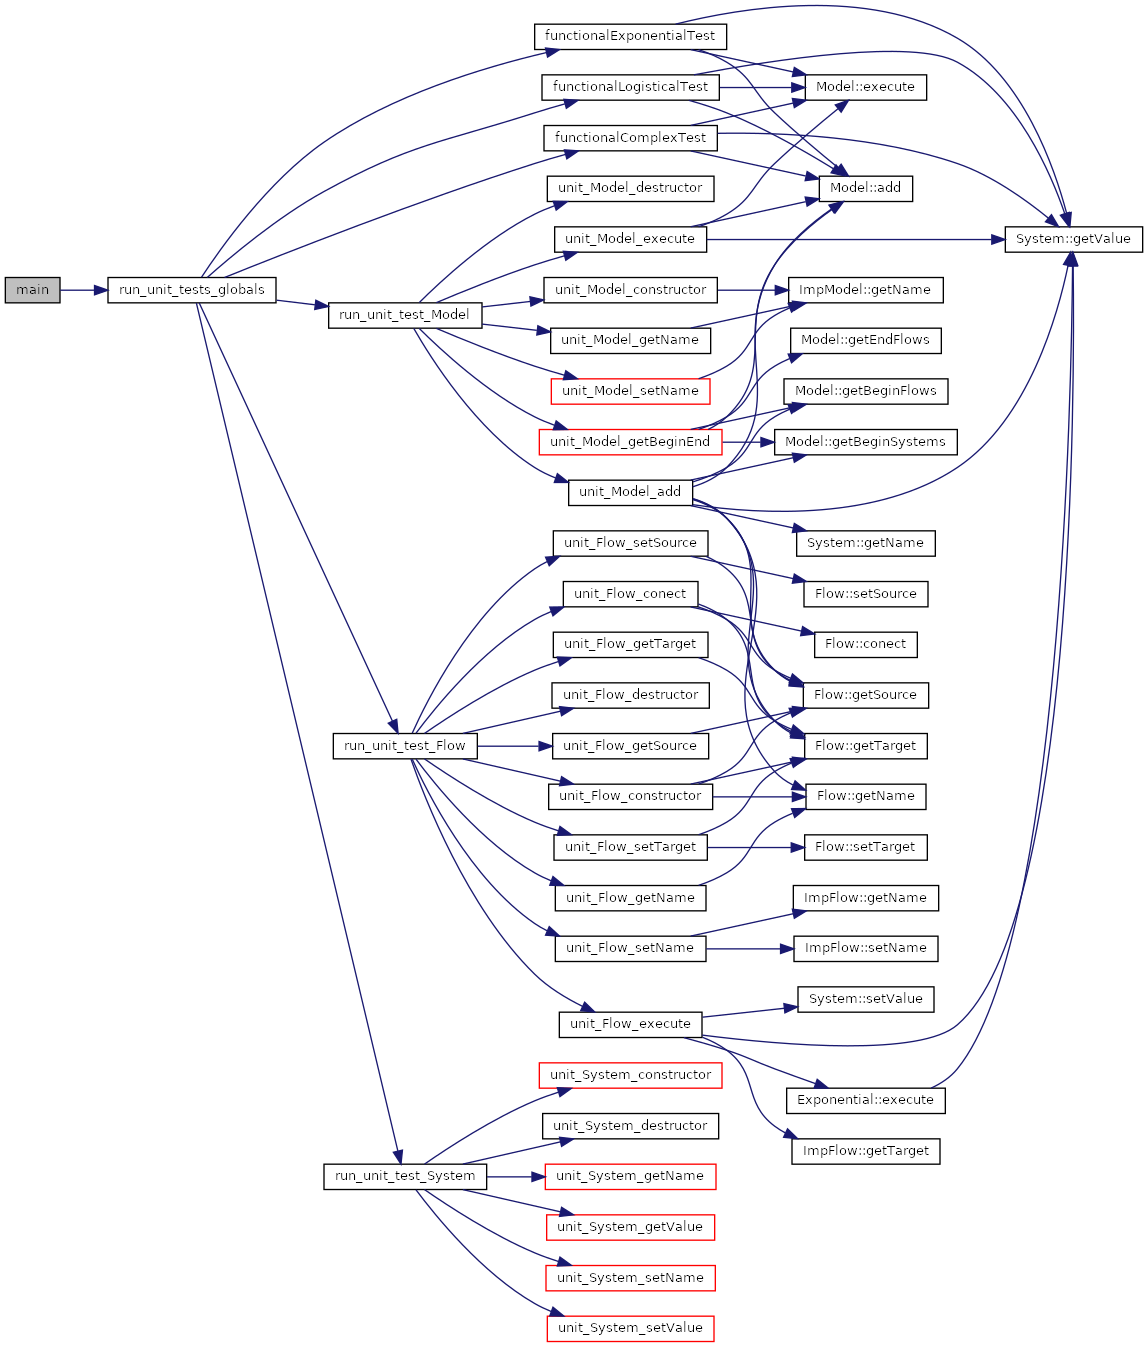 main
run_unit_tests_globals
functionalExponentialTest
functionalLogisticalTest
functionalComplexTest
run_unit_test_Model
unit_Model_destructor
unit_Model_execute
unit_Model_constructor
unit_Model_getName
unit_Model_setName
unit_Model_getBeginEnd
unit_Model_add
run_unit_test_Flow
unit_Flow_setSource
unit_Flow_conect
unit_Flow_getTarget
unit_Flow_destructor
unit_Flow_getSource
unit_Flow_constructor
unit_Flow_setTarget
unit_Flow_getName
unit_Flow_setName
unit_Flow_execute
run_unit_test_System
unit_System_constructor
unit_System_destructor
unit_System_getName
unit_System_getValue
unit_System_setName
unit_System_setValue
Model::execute
Model::add
System::getValue
ImpModel::getName
Model::getEndFlows
Model::getBeginFlows
Model::getBeginSystems
System::getName
Flow::setSource
Flow::conect
Flow::getSource
Flow::getTarget
Flow::getName
Flow::setTarget
ImpFlow::getName
ImpFlow::setName
System::setValue
Exponential::execute
ImpFlow::getTarget